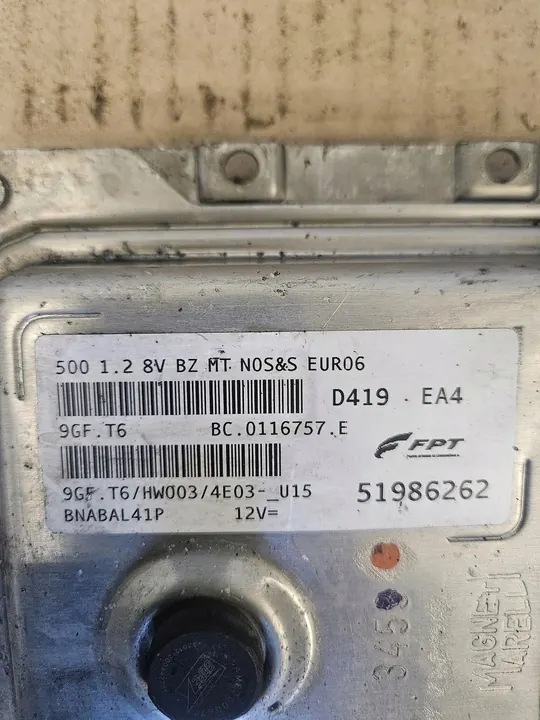 500 1.2 8V BZ MT NOS&S EURO6
D419 EA4
9GF.T6 BC.0116757.E
FPT
9GF.T6/HW003/4E03-_U15
51986262
BNABAL41P 12V=
MAGNETI
MARELLI